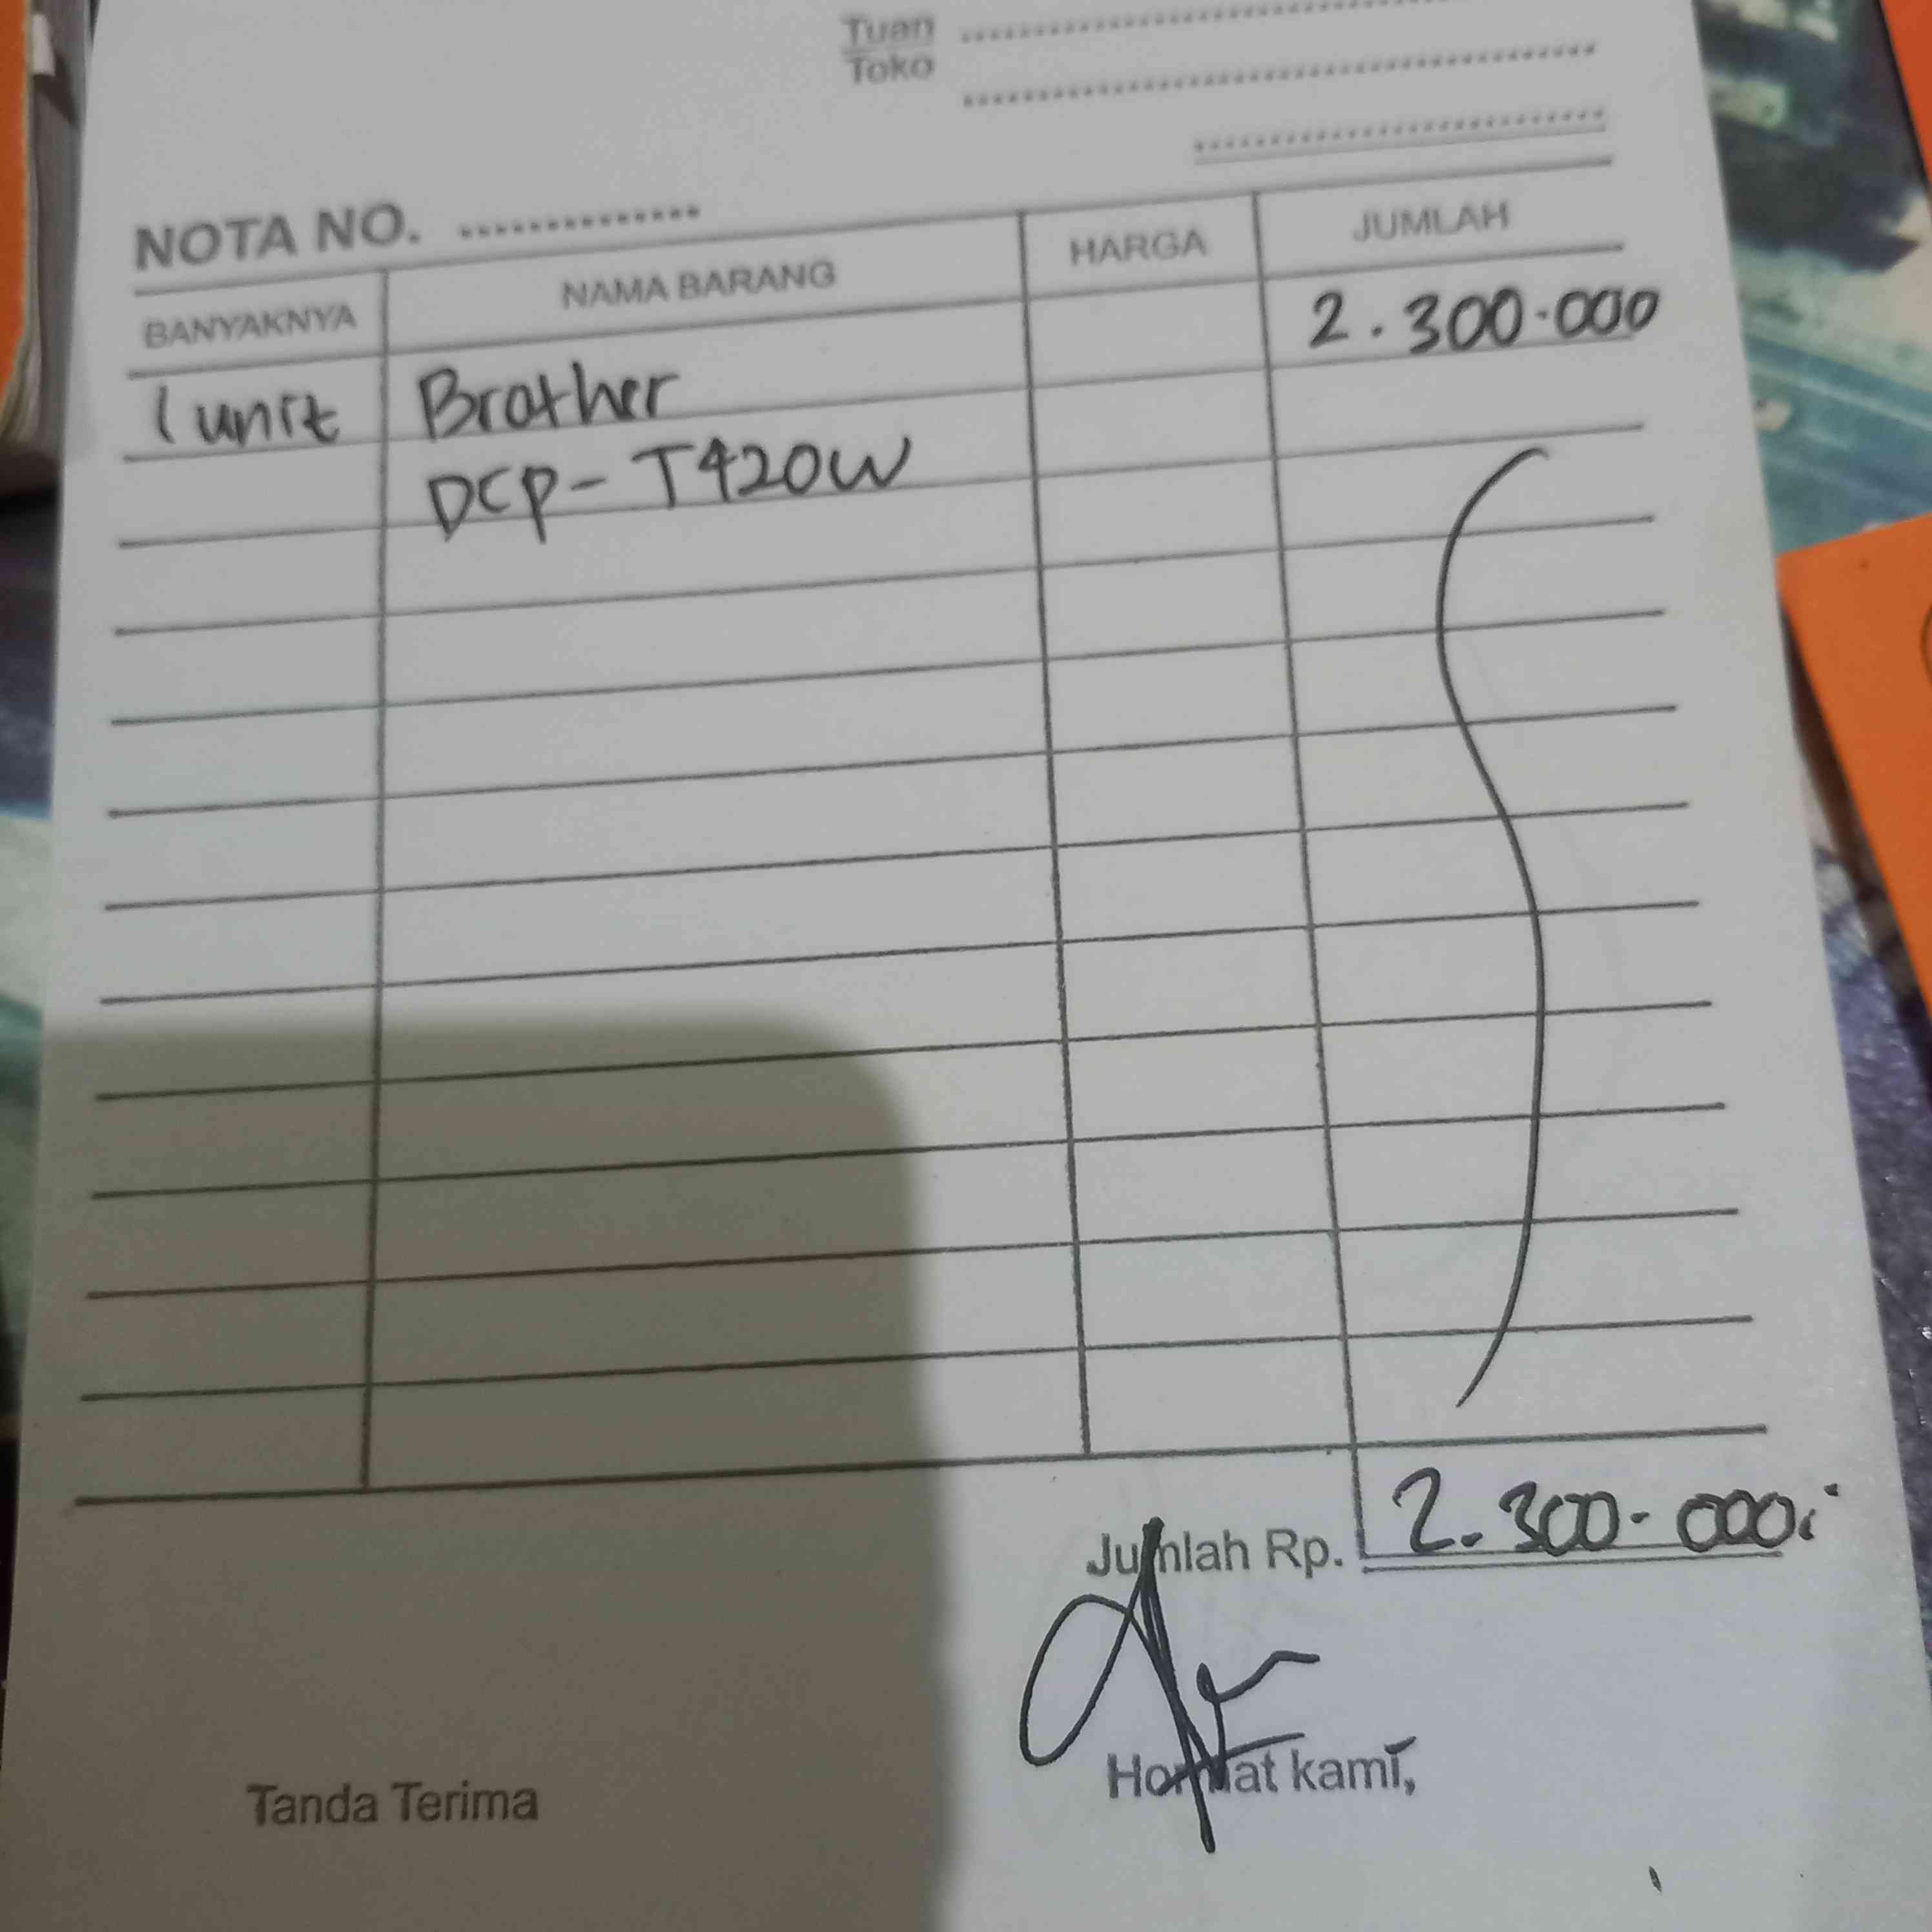 Tuan
Toko
NOTA NO. ...............
BANYAKNYA NAMA BARANG HARGA JUMLAH
1 unit Brother 2.300.000
DCP-T420W
Jumlah Rp. 2.300.000
Tanda Terima Hormat kami,